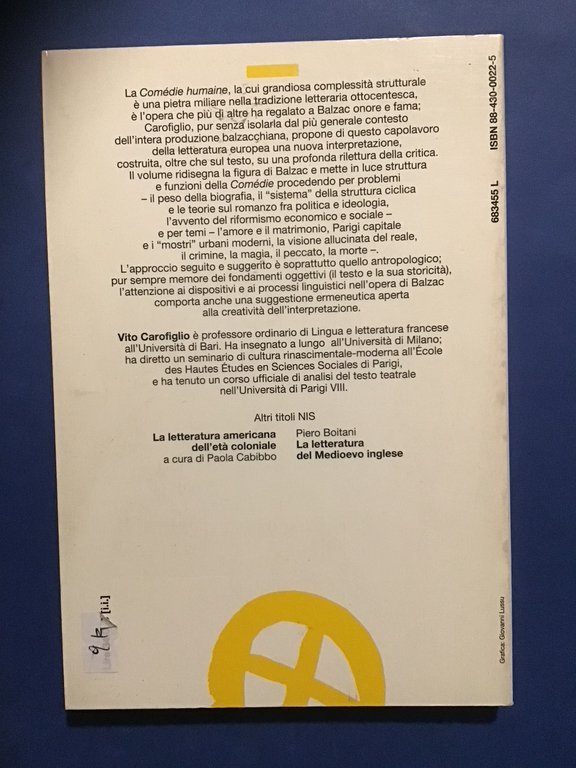 La Comédie humaine, la cui grandiosa complessità strutturale
è una pietra miliare nella tradizione letteraria ottocentesca,
è l'opera che più di altre ha regalato a Balzac onore e fama;
Carofiglio, pur senza isolarla dal più generale contesto
dell'intera produzione balzacchiana, propone di questo capolavoro
della letteratura europea una nuova interpretazione,
costruita, oltre che sul testo, su una profonda rilettura della critica.
Il volume ridisegna la figura di Balzac e mette in luce struttura
e funzioni della Comédie procedendo per problemi
– il peso della biografia, il "sistema" della struttura ciclica
e le teorie sul romanzo fra politica e ideologia,
l'avvento del riformismo economico e sociale –
e per temi – l'amore e il matrimonio, Parigi capitale
e i "mostri" urbani moderni, la visione allucinata del reale,
il crimine, la magia, il peccato, la morte –.
L'approccio seguito e suggerito è soprattutto quello antropologico;
pur sempre memore dei fondamenti oggettivi (il testo e la sua storicità),
l'attenzione ai dispositivi e ai processi linguistici nell'opera di Balzac
comporta anche una suggestione ermeneutica aperta
alla creatività dell'interpretazione.
Vito Carofiglio è professore ordinario di Lingua e letteratura francese
all'Università di Bari. Ha insegnato a lungo all'Università di Milano;
ha diretto un seminario di cultura rinascimentale-moderna all'École
des Hautes Études en Sciences Sociales di Parigi,
e ha tenuto un corso ufficiale di analisi del testo teatrale
nell'Università di Parigi VIII.
Altri titoli NIS
La letteratura americana
dell'età coloniale
a cura di Paola Cabibbo
Piero Boitani
La letteratura
del Medioevo inglese
ISBN 88-430-0022-5
683455 L
Grafica: Giovanni Lussu
[i.i.]